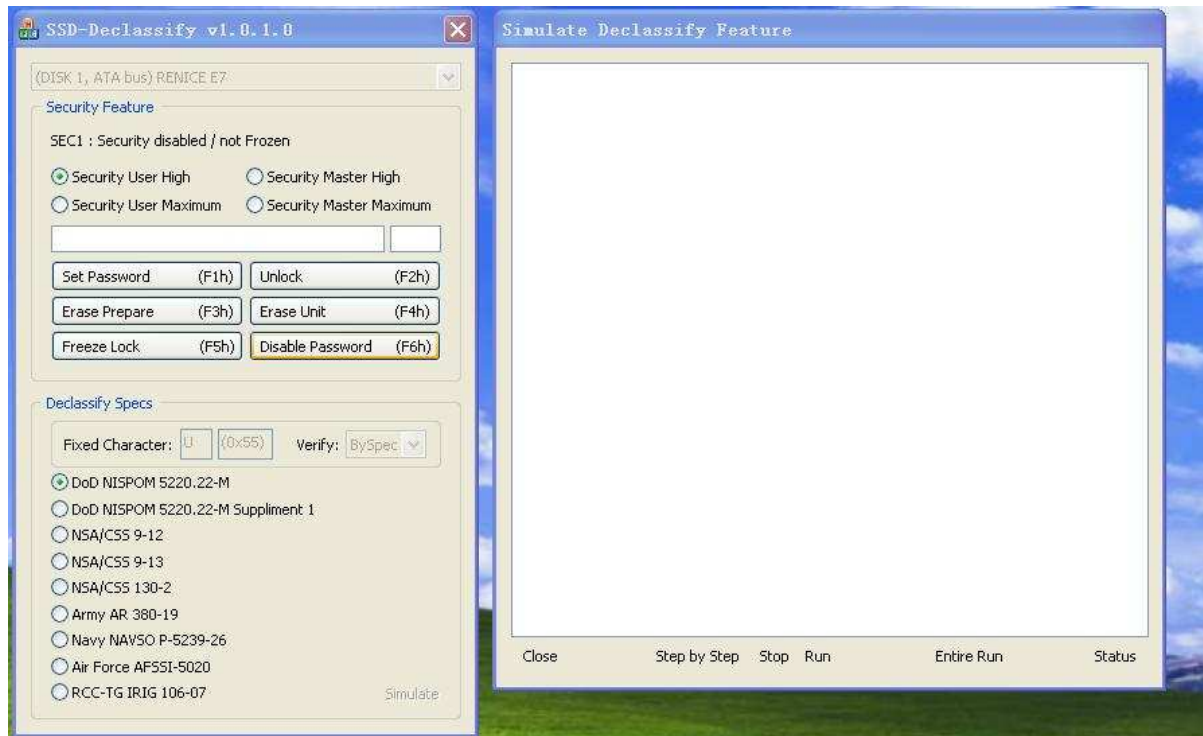 SSD-Declassify v1.0.1.0
(DISK 1, ATA bus) RENICE E7
Security Feature
SEC1 : Security disabled / not Frozen
Security User High Security Master High
Security User Maximum Security Master Maximum
Set Password (F1h) Unlock (F2h)
Erase Prepare (F3h) Erase Unit (F4h)
Freeze Lock (F5h) Disable Password (F6h)
Declassify Specs
Fixed Character: U (0x55) Verify: BySpec
DoD NISPOM 5220.22-M
DoD NISPOM 5220.22-M Suppliment 1
NSA/CSS 9-12
NSA/CSS 9-13
NSA/CSS 130-2
Army AR 380-19
Navy NAVSO P-5239-26
Air Force AFSSI-5020
RCC-TG IRIG 106-07 Simulate
Simulate Declassify Feature
Close Step by Step Stop Run Entire Run Status